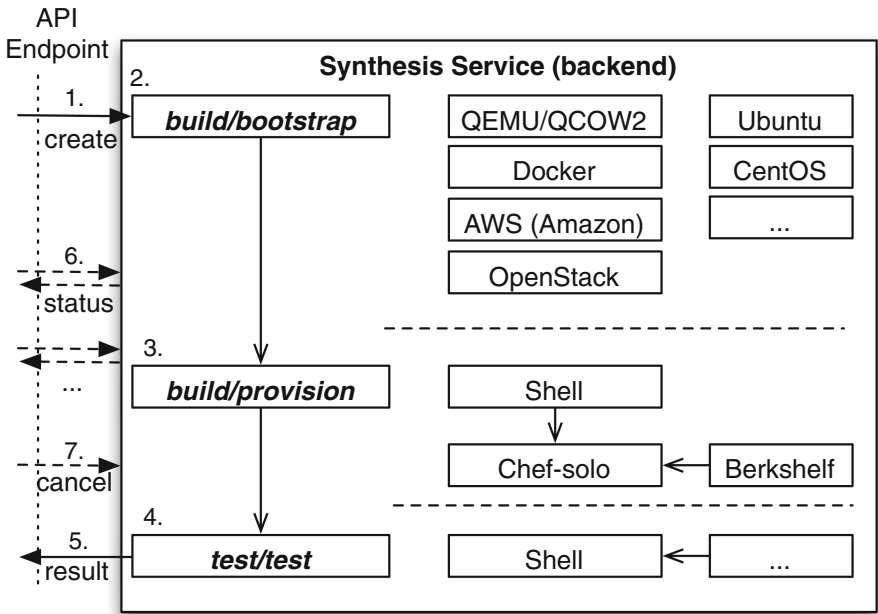 API
Endpoint
Synthesis Service (backend)
1.
create
2.
build/bootstrap
QEMU/QCOW2
Ubuntu
Docker
CentOS
AWS (Amazon)
...
OpenStack
6.
status
...
3.
build/provision
Shell
7.
cancel
Chef-solo
Berkshelf
4.
5.
result
test/test
Shell
...